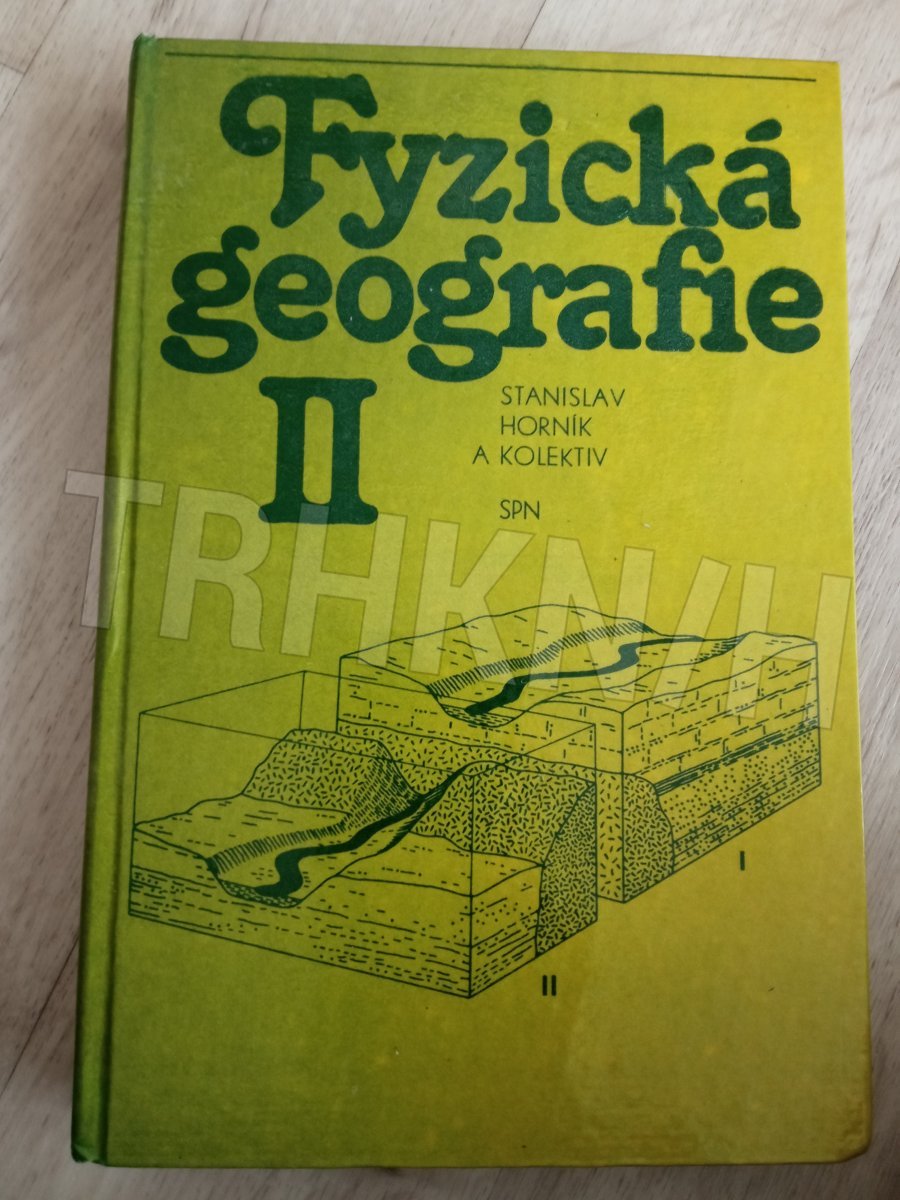 Fyzická
geografie
II
STANISLAV
HORNÍK
A KOLEKTIV
SPN
TRHKNIH
I
II